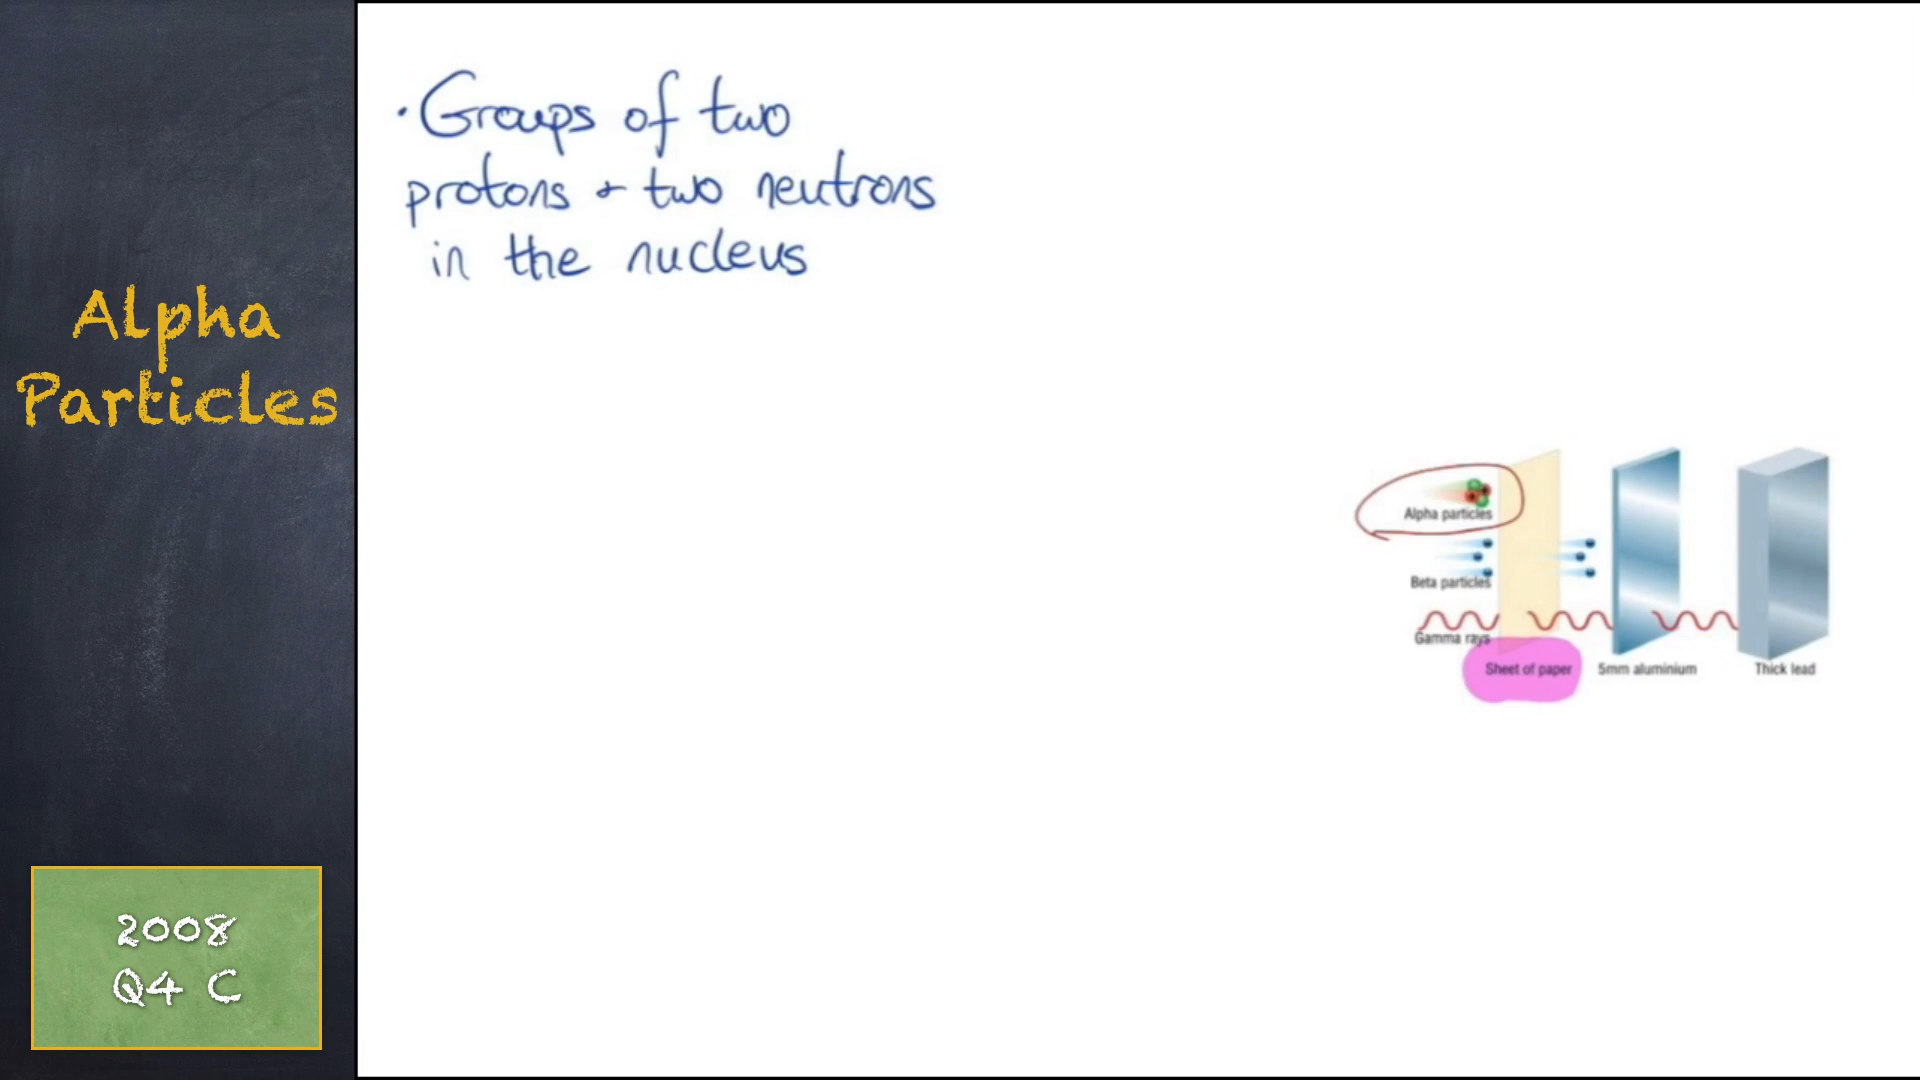 Alpha
Particles
2008
Q4 C
·Groups of two
protons + two neutrons
in the nucleus
Alpha particles
Beta particles
Gamma rays
Sheet of paper
5mm aluminium
Thick lead